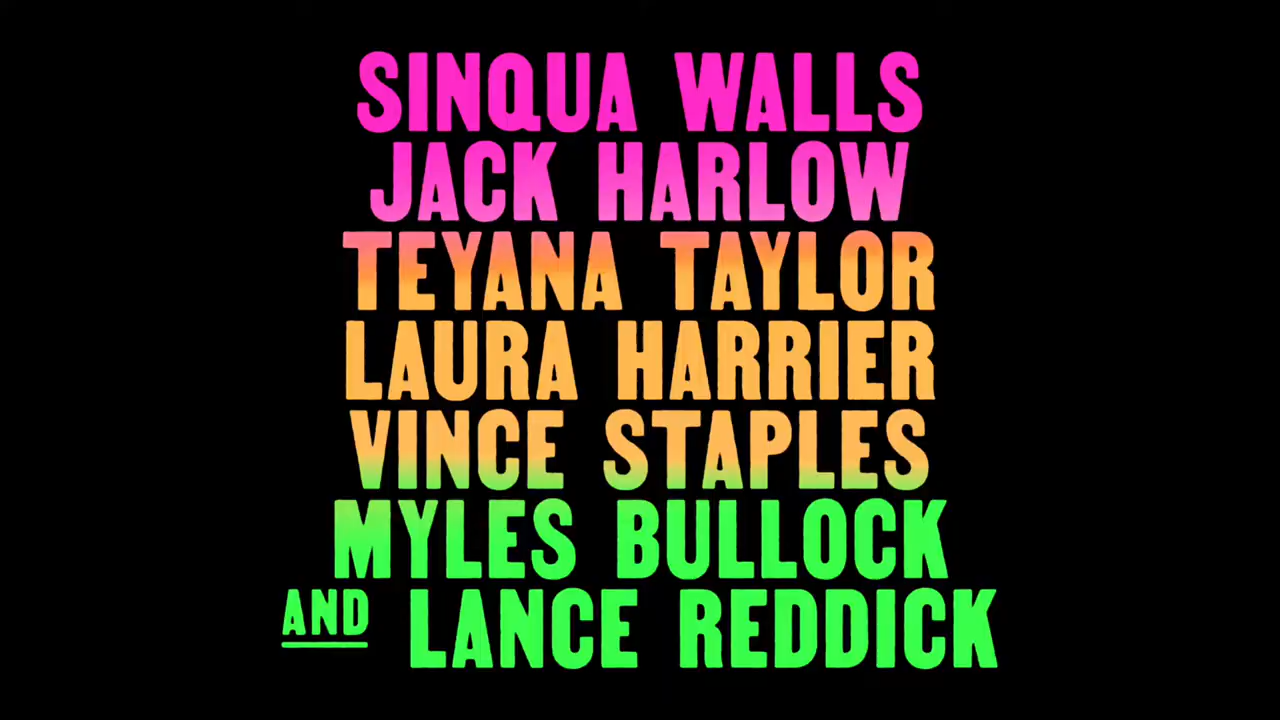 SINQUA WALLS
JACK HARLOW
TEYANA TAYLOR
LAURA HARRIER
VINCE STAPLES
MYLES BULLOCK
AND LANCE REDDICK